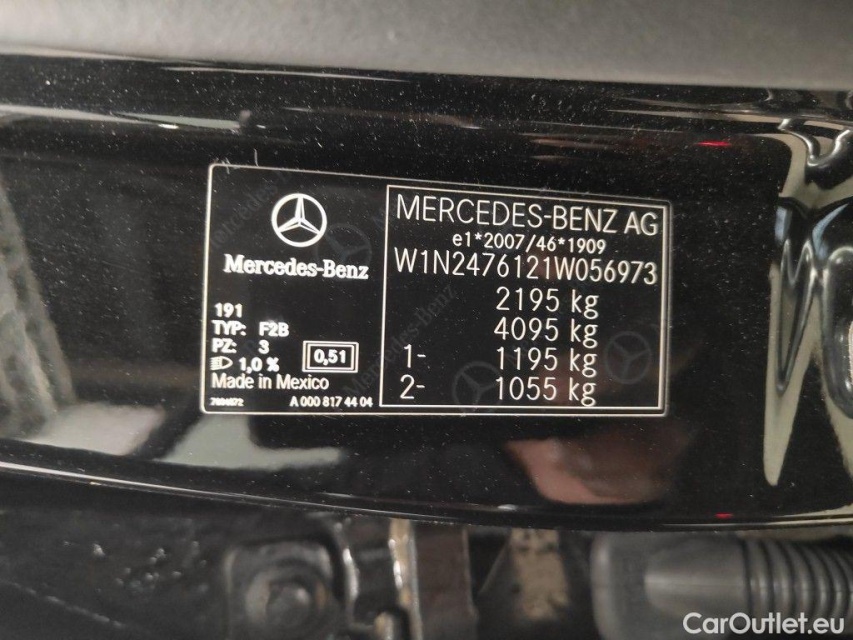 Mercedes-Benz
191
TYP: F2B
PZ: 3
1,0 %
0,51
Made in Mexico
A 000 817 44 04
MERCEDES-BENZ AG
e1*2007/46*1909
W1N2476121W056973
2195 kg
4095 kg
1- 1195 kg
2- 1055 kg
CarOutlet.eu